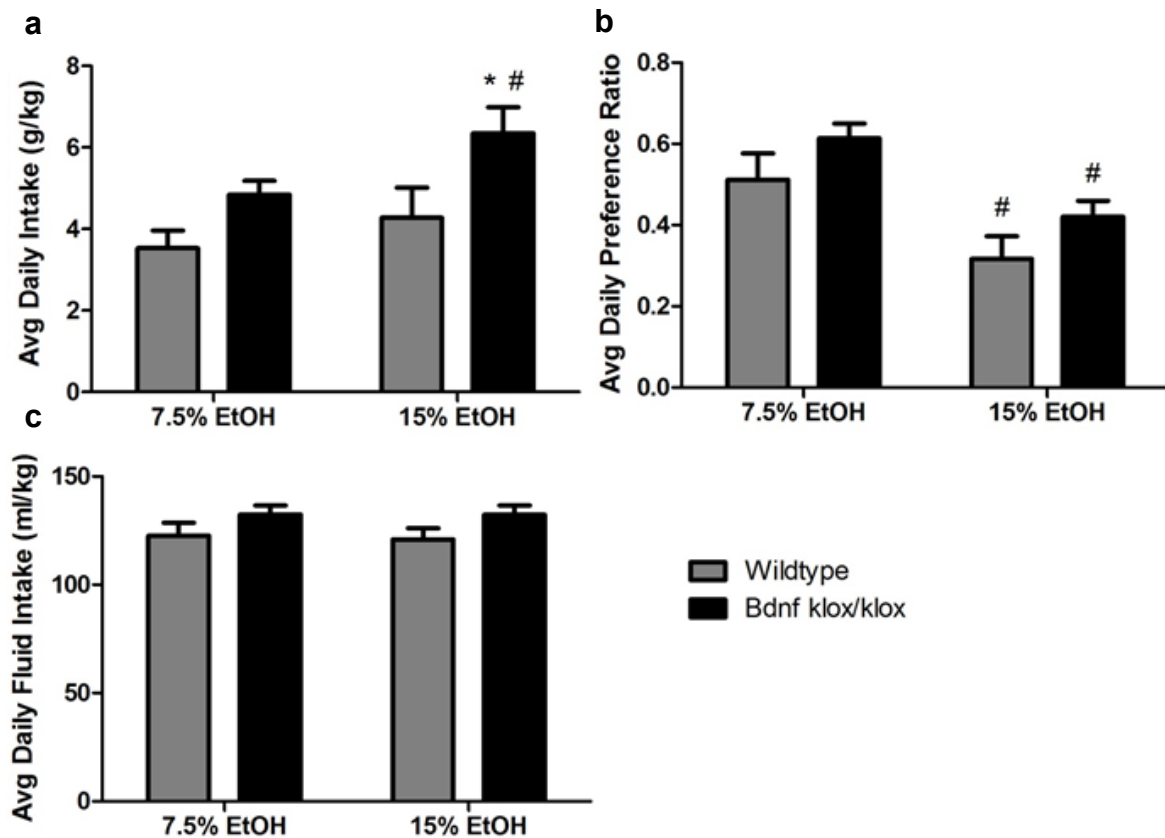 a
Avg Daily Intake (g/kg)
8
6
4
2
0
* #
7.5% EtOH
15% EtOH
b
Avg Daily Preference Ratio
0.8
0.6
0.4
0.2
0.0
#
#
7.5% EtOH
15% EtOH
c
Avg Daily Fluid Intake (ml/kg)
150
100
50
0
7.5% EtOH
15% EtOH
Wildtype
Bdnf klox/klox